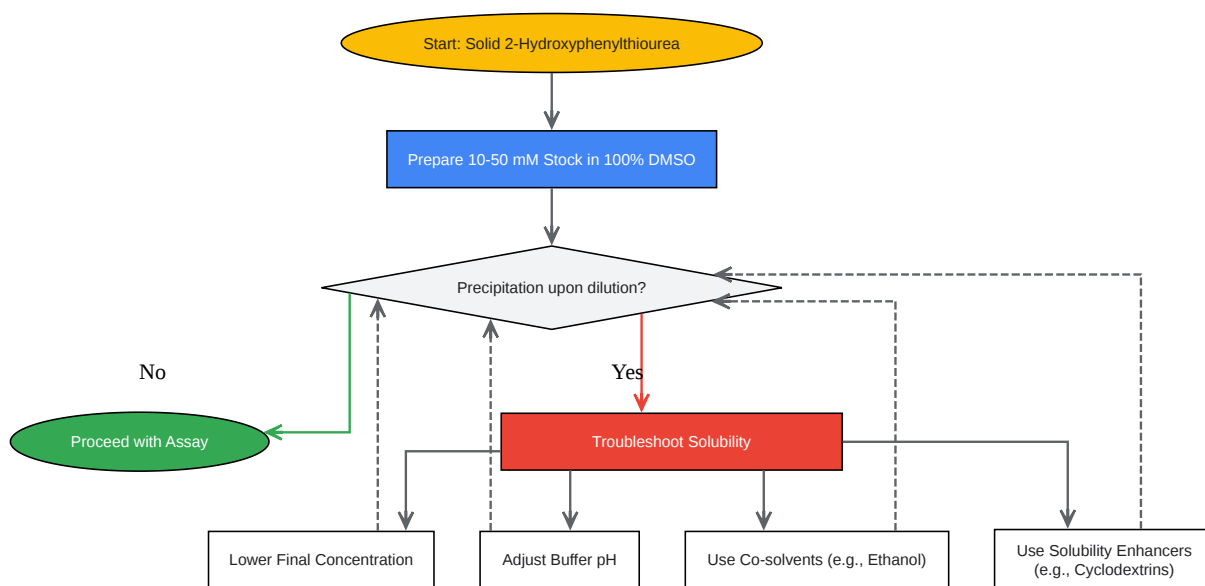 Start: Solid 2-Hydroxyphenylthiourea
Prepare 10-50 mM Stock in 100% DMSO
Precipitation upon dilution?
No
Yes
Proceed with Assay
Troubleshoot Solubility
Lower Final Concentration
Adjust Buffer pH
Use Co-solvents (e.g., Ethanol)
Use Solubility Enhancers
(e.g., Cyclodextrins)